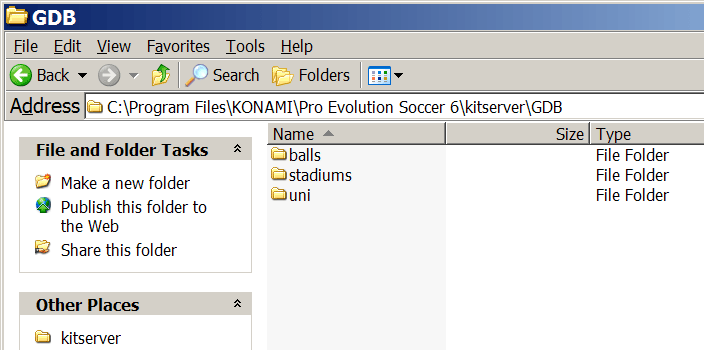 GDB
File Edit View Favorites Tools Help
Back Search Folders
Address C:\Program Files\KONAMI\Pro Evolution Soccer 6\kitserver\GDB
File and Folder Tasks
Make a new folder
Publish this folder to
the Web
Share this folder
Other Places
kitserver
Name Size Type
balls File Folder
stadiums File Folder
uni File Folder